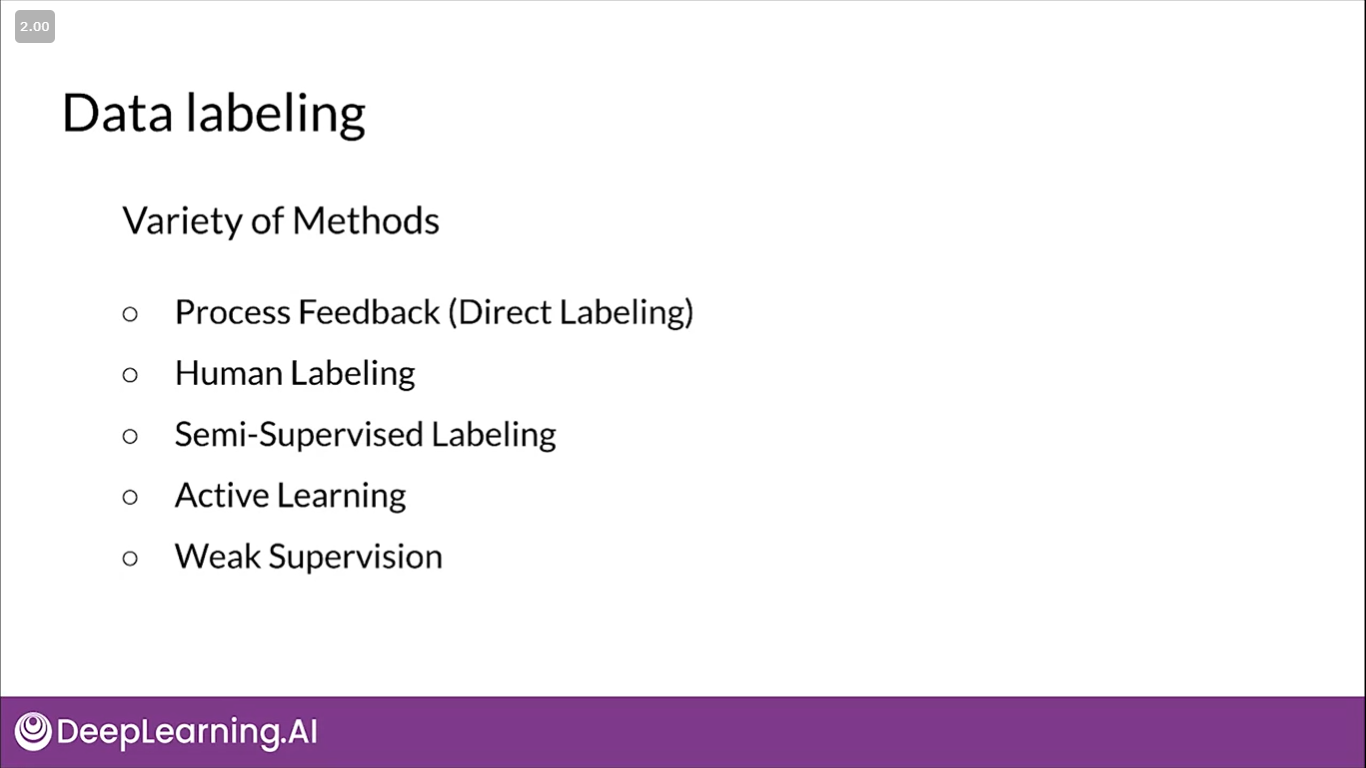 2.00
Data labeling
Variety of Methods
○ Process Feedback (Direct Labeling)
○ Human Labeling
○ Semi-Supervised Labeling
○ Active Learning
○ Weak Supervision
DeepLearning.AI